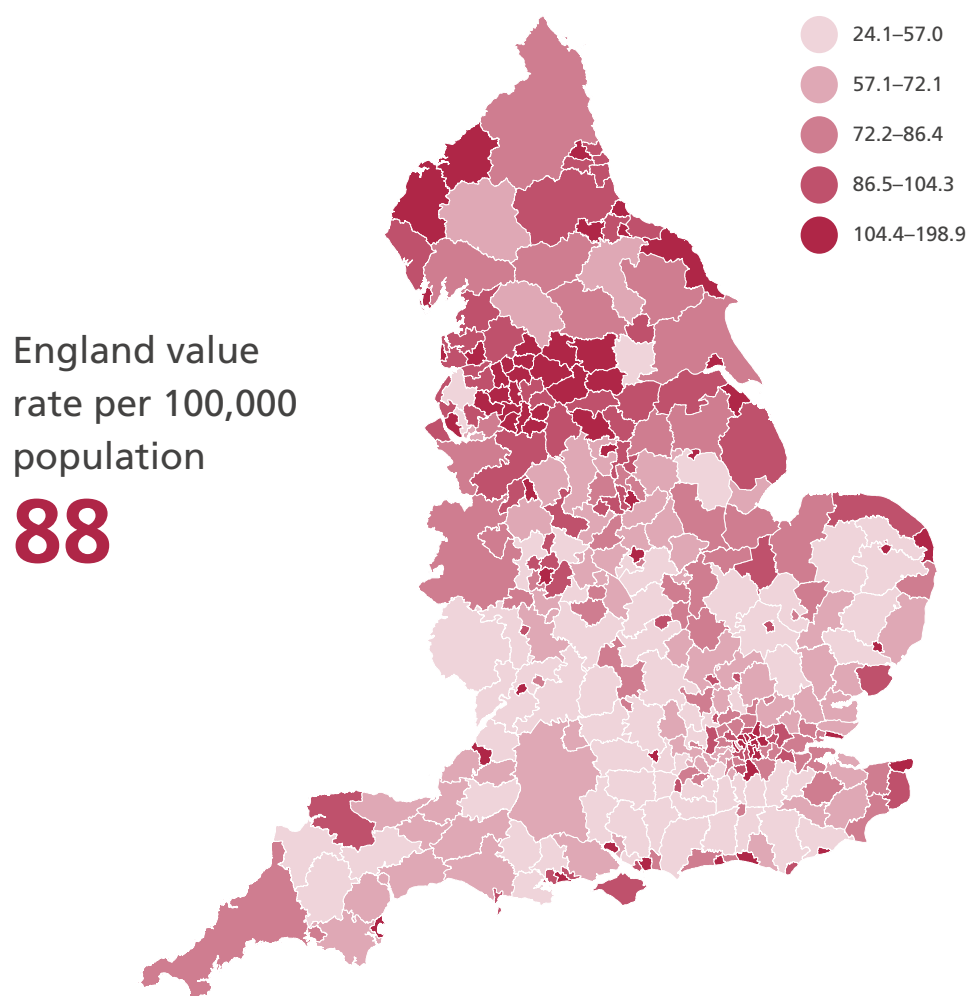 24.1–57.0
57.1–72.1
72.2–86.4
86.5–104.3
104.4–198.9
England value
rate per 100,000
population
88